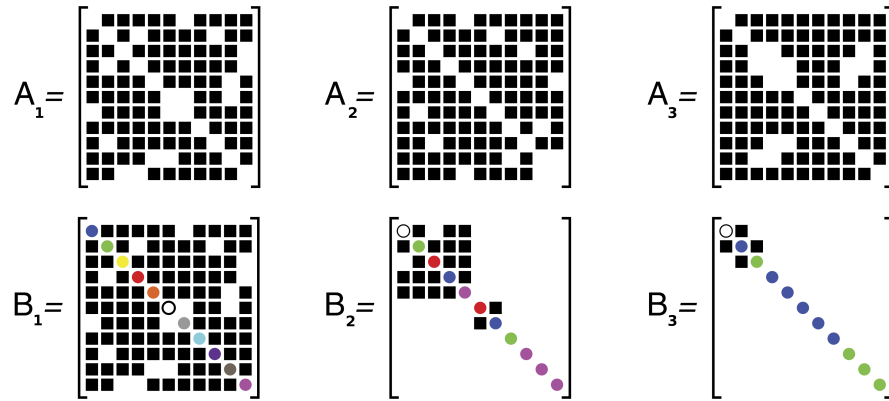 A1=
A2=
A3=
B1=
B2=
B3=